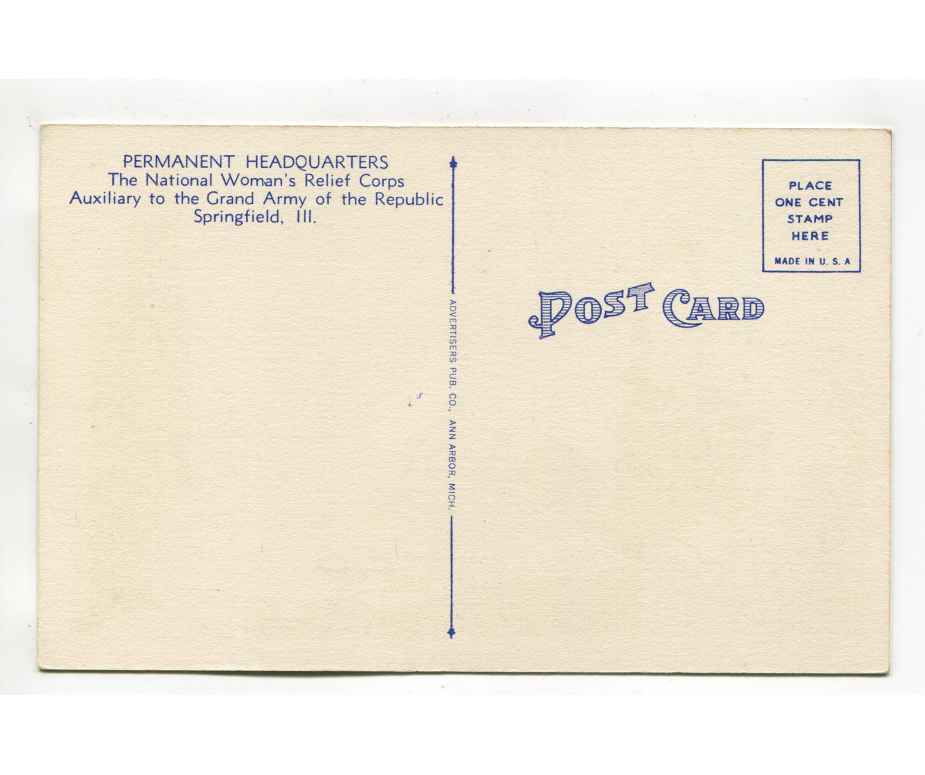 PERMANENT HEADQUARTERS
The National Woman's Relief Corps
Auxiliary to the Grand Army of the Republic
Springfield, Ill.
ADVERTISERS PUB. CO., ANN ARBOR, MICH.
PLACE
ONE CENT
STAMP
HERE
MADE IN U. S. A
POST CARD